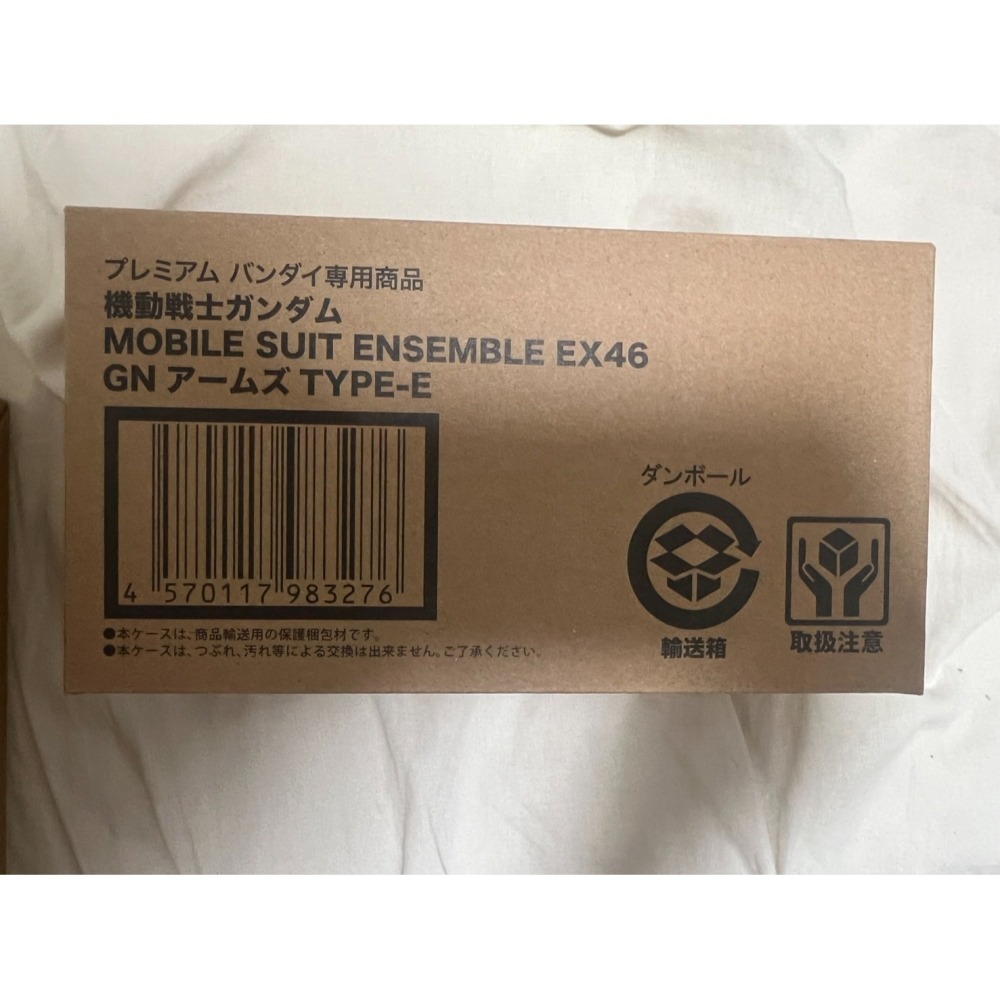 プレミアム バンダイ専用商品
機動戦士ガンダム
MOBILE SUIT ENSEMBLE EX46
GN アームズ TYPE-E
4 570117 983276
●本ケースは、商品輸送用の保護梱包材です。
●本ケースは、つぶれ、汚れ等による交換は出来ません。ご了承ください。
ダンボール
輸送箱
取扱注意